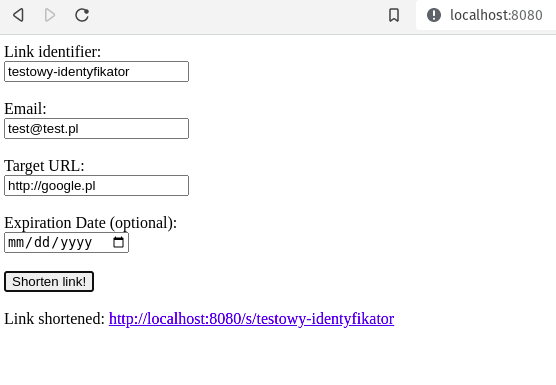 localhost:8080
Link identifier:
testowy-identyfikator
Email:
test@test.pl
Target URL:
http://google.pl
Expiration Date (optional):
mm/dd/yyyy
Shorten link!
Link shortened: http://localhost:8080/s/testowy-identyfikator